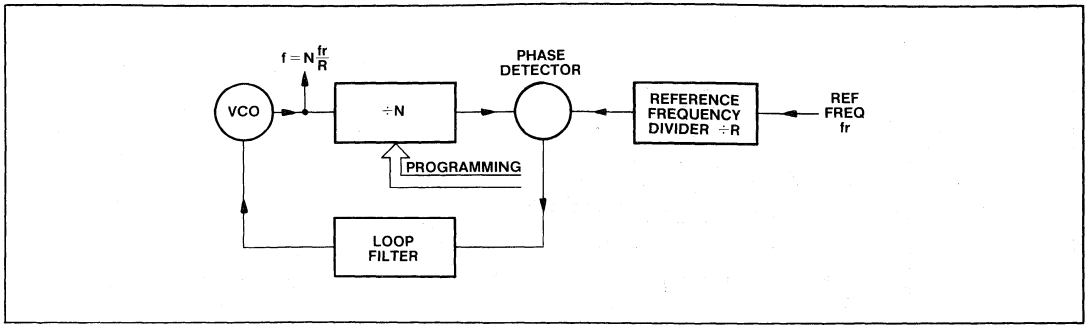 f = N fr/R
PHASE
DETECTOR
VCO
÷N
REFERENCE
FREQUENCY
DIVIDER ÷R
REF
FREQ
fr
PROGRAMMING
LOOP
FILTER